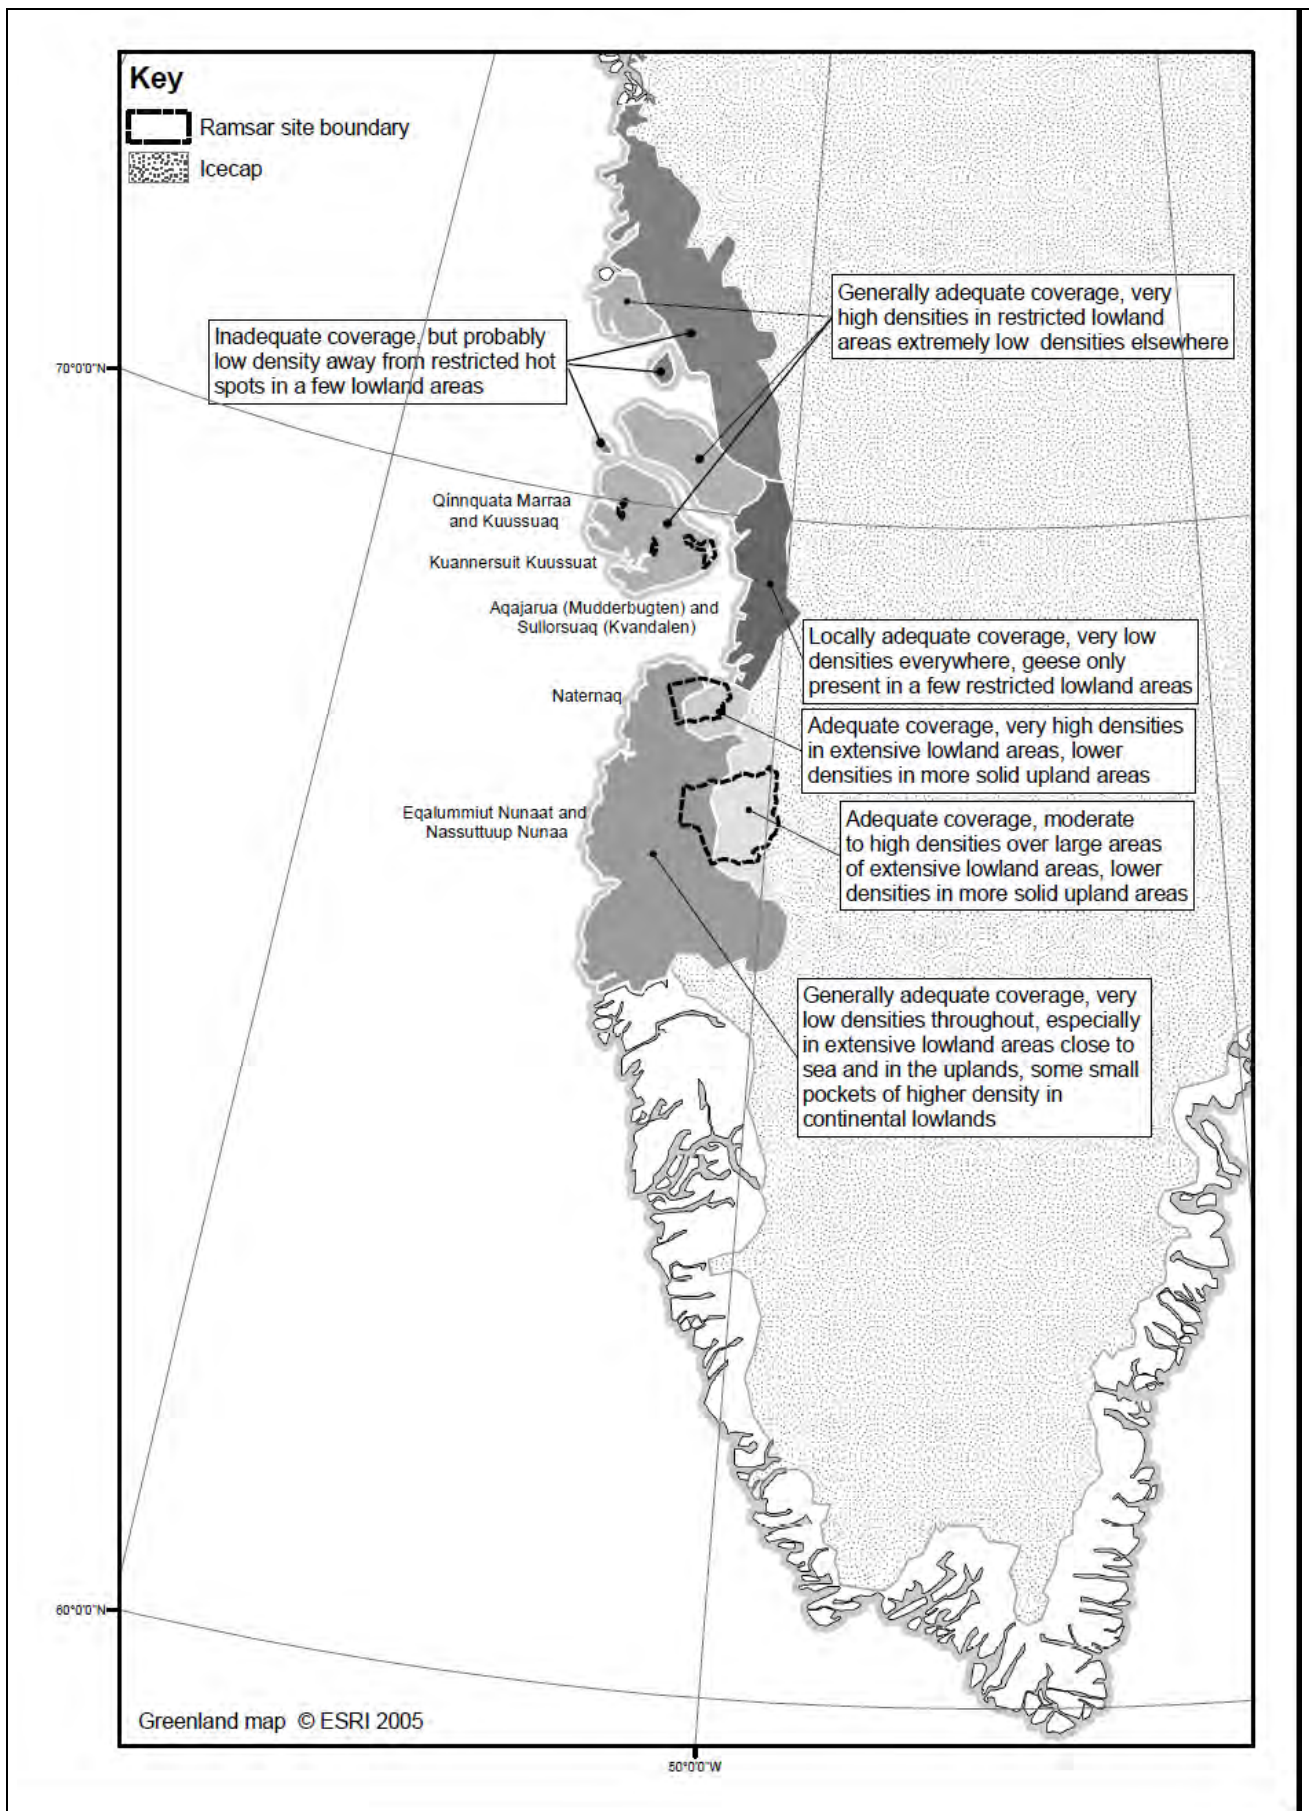 Key
Ramsar site boundary
Icecap
Generally adequate coverage, very
high densities in restricted lowland
areas extremely low densities elsewhere
Inadequate coverage, but probably
low density away from restricted hot
spots in a few lowland areas
70°0'0"N
Qinnquata Marraa
and Kuussuaq
Kuannersuit Kuussuat
Aqajarua (Mudderbugten) and
Sullorsuaq (Kvandalen)
Locally adequate coverage, very low
densities everywhere, geese only
present in a few restricted lowland areas
Naternaq
Adequate coverage, very high densities
in extensive lowland areas, lower
densities in more solid upland areas
Eqalummiut Nunaat and
Nassuttuup Nunaa
Adequate coverage, moderate
to high densities over large areas
of extensive lowland areas, lower
densities in more solid upland areas
Generally adequate coverage, very
low densities throughout, especially
in extensive lowland areas close to
sea and in the uplands, some small
pockets of higher density in
continental lowlands
60°0'0"N
Greenland map © ESRI 2005
50°0'0"W